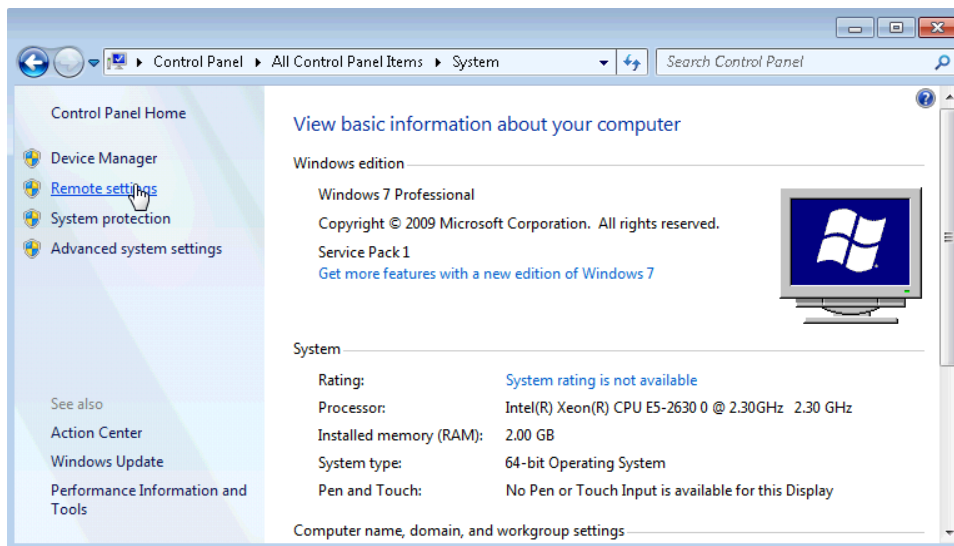 Control Panel ▸ All Control Panel Items ▸ System
Search Control Panel
Control Panel Home
Device Manager
Remote settings
System protection
Advanced system settings
See also
Action Center
Windows Update
Performance Information and
Tools
View basic information about your computer
Windows edition
Windows 7 Professional
Copyright © 2009 Microsoft Corporation. All rights reserved.
Service Pack 1
Get more features with a new edition of Windows 7
System
Rating: System rating is not available
Processor: Intel(R) Xeon(R) CPU E5-2630 0 @ 2.30GHz 2.30 GHz
Installed memory (RAM): 2.00 GB
System type: 64-bit Operating System
Pen and Touch: No Pen or Touch Input is available for this Display
Computer name, domain, and workgroup settings